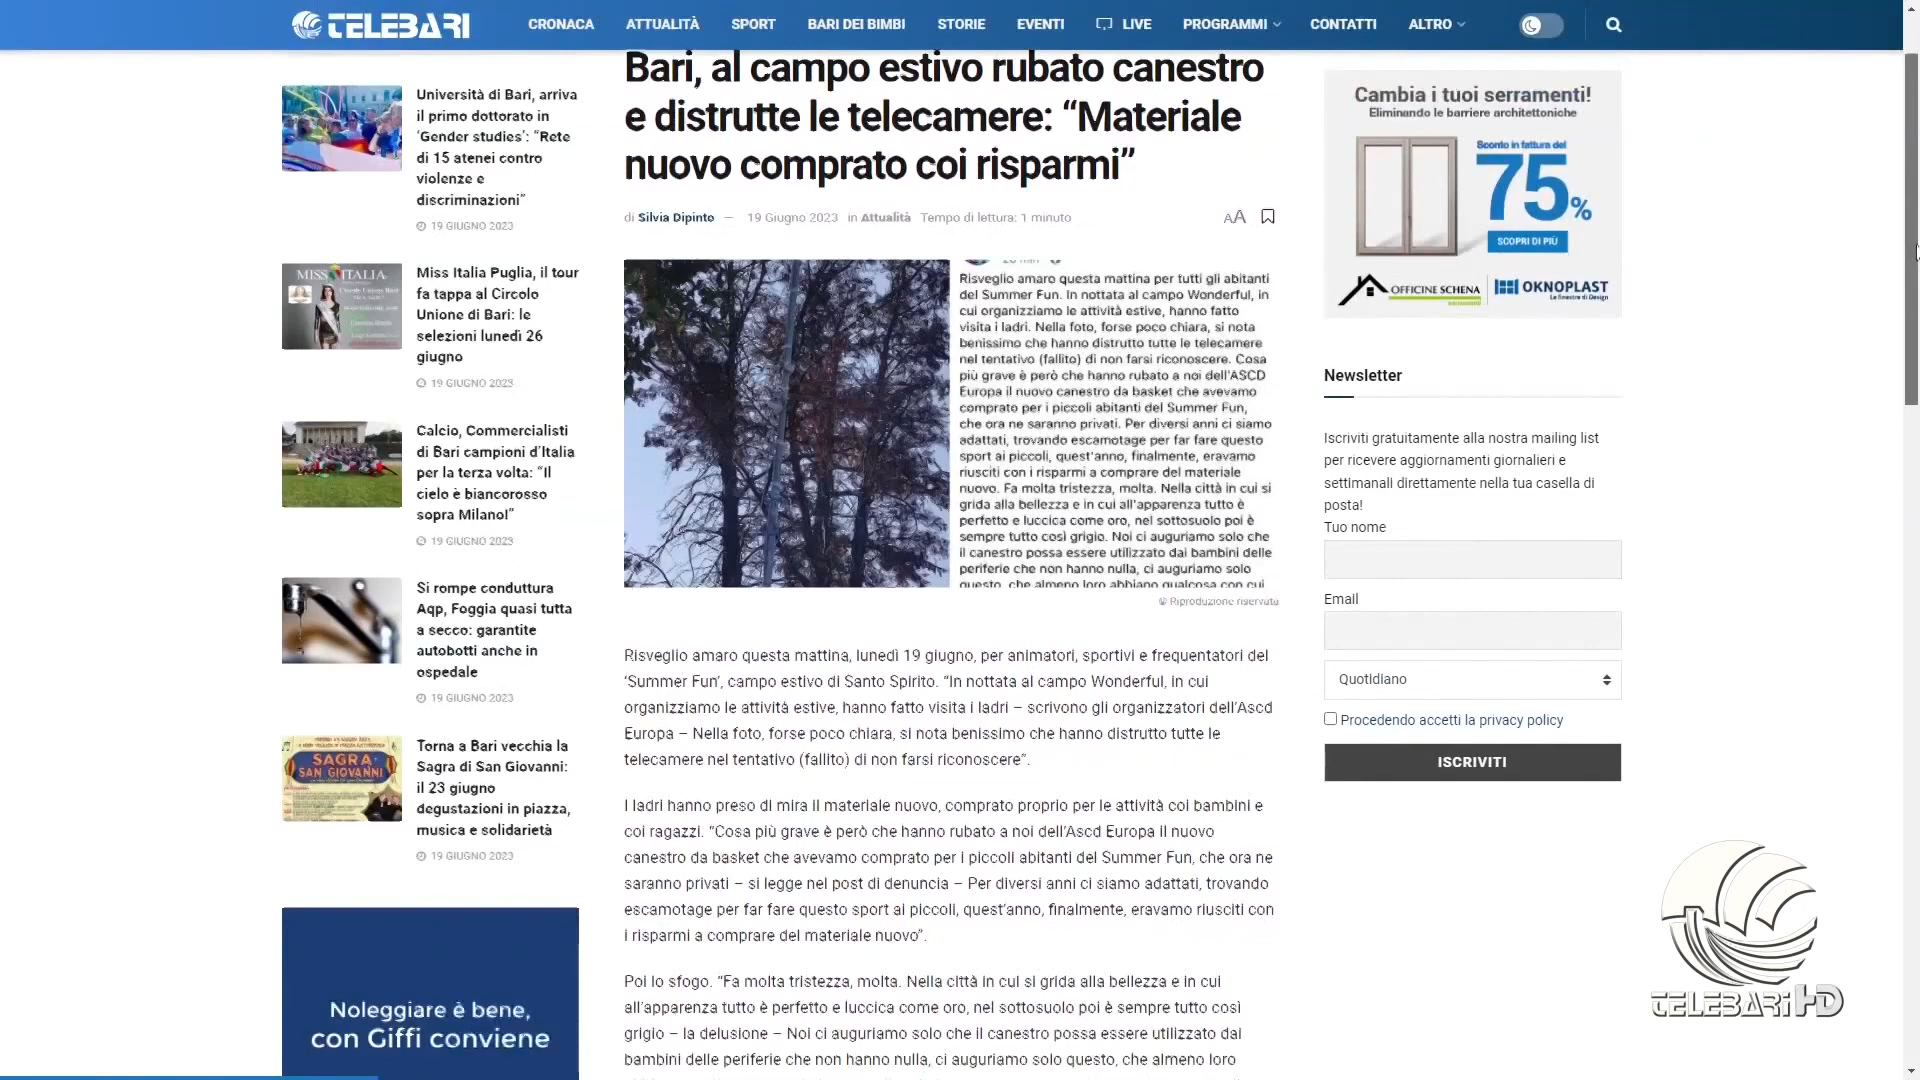 TELEBARI
CRONACA
ATTUALITÀ
SPORT
BARI DEI BIMBI
STORIE
EVENTI
LIVE
PROGRAMMI
CONTATTI
ALTRO
Università di Bari, arriva
il primo dottorato in
‘Gender studies’: “Rete
di 15 atenei contro
violenze e
discriminazioni”
19 GIUGNO 2023
MISS ITALIA
Miss Italia Puglia, il tour
fa tappa al Circolo
Unione di Bari: le
selezioni lunedì 26
giugno
19 GIUGNO 2023
Calcio, Commercialisti
di Bari campioni d’Italia
per la terza volta: “Il
cielo è biancorosso
sopra Milano!”
19 GIUGNO 2023
Si rompe conduttura
Aqp, Foggia quasi tutta
a secco: garantite
autobotti anche in
ospedale
19 GIUGNO 2023
SAGRA
SAN GIOVANNI
Torna a Bari vecchia la
Sagra di San Giovanni:
il 23 giugno
degustazioni in piazza,
musica e solidarietà
19 GIUGNO 2023
Noleggiare è bene,
con Giffi conviene
Bari, al campo estivo rubato canestro
e distrutte le telecamere: “Materiale
nuovo comprato coi risparmi”
di Silvia Dipinto — 19 Giugno 2023 in Attualità Tempo di lettura: 1 minuto
AA
Risveglio amaro questa mattina per tutti gli abitanti
del Summer Fun. In nottata al campo Wonderful, in
cui organizziamo le attività estive, hanno fatto
visita i ladri. Nella foto, forse poco chiara, si nota
benissimo che hanno distrutto tutte le telecamere
nel tentativo (fallito) di non farsi riconoscere. Cosa
più grave è però che hanno rubato a noi dell'ASCD
Europa il nuovo canestro da basket che avevamo
comprato per i piccoli abitanti del Summer Fun,
che ora ne saranno privati. Per diversi anni ci siamo
adattati, trovando escamotage per far fare questo
sport ai piccoli, quest'anno, finalmente, eravamo
riusciti con i risparmi a comprare del materiale
nuovo. Fa molta tristezza, molta. Nella città in cui si
grida alla bellezza e in cui all'apparenza tutto è
perfetto e luccica come oro, nel sottosuolo poi è
sempre tutto così grigio. Noi ci auguriamo solo che
il canestro possa essere utilizzato dai bambini delle
periferie che non hanno nulla, ci auguriamo solo
questo, che almeno loro abbiano qualcosa con cui
© Riproduzione riservata
Risveglio amaro questa mattina, lunedì 19 giugno, per animatori, sportivi e frequentatori del
‘Summer Fun’, campo estivo di Santo Spirito. “In nottata al campo Wonderful, in cui
organizziamo le attività estive, hanno fatto visita i ladri – scrivono gli organizzatori dell’Ascd
Europa – Nella foto, forse poco chiara, si nota benissimo che hanno distrutto tutte le
telecamere nel tentativo (fallito) di non farsi riconoscere”.
I ladri hanno preso di mira il materiale nuovo, comprato proprio per le attività coi bambini e
coi ragazzi. “Cosa più grave è però che hanno rubato a noi dell’Ascd Europa il nuovo
canestro da basket che avevamo comprato per i piccoli abitanti del Summer Fun, che ora ne
saranno privati – si legge nel post di denuncia – Per diversi anni ci siamo adattati, trovando
escamotage per far fare questo sport ai piccoli, quest’anno, finalmente, eravamo riusciti con
i risparmi a comprare del materiale nuovo”.
Poi lo sfogo. “Fa molta tristezza, molta. Nella città in cui si grida alla bellezza e in cui
all’apparenza tutto è perfetto e luccica come oro, nel sottosuolo poi è sempre tutto così
grigio – la delusione – Noi ci auguriamo solo che il canestro possa essere utilizzato dai
bambini delle periferie che non hanno nulla, ci auguriamo solo questo, che almeno loro
Cambia i tuoi serramenti!
Eliminando le barriere architettoniche
Sconto in fattura del
75%
SCOPRI DI PIÙ
OFFICINE SCHENA
OKNOPLAST
Le finestre di Design
Newsletter
Iscriviti gratuitamente alla nostra mailing list
per ricevere aggiornamenti giornalieri e
settimanali direttamente nella tua casella di
posta!
Tuo nome
Email
Quotidiano
Procedendo accetti la privacy policy
ISCRIVITI
TELEBARI HD